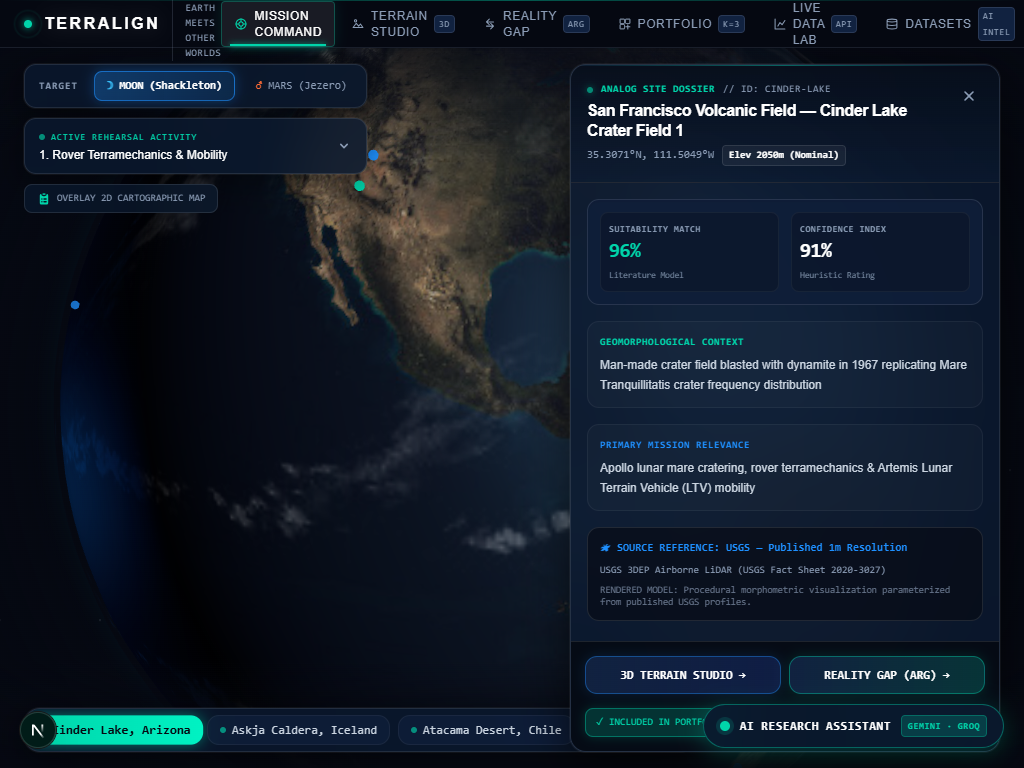 TERRALIGN
EARTH
MEETS
OTHER
WORLDS
MISSION
COMMAND
TERRAIN
STUDIO
3D
REALITY
GAP
ARG
PORTFOLIO
K=3
LIVE
DATA
LAB
API
DATASETS
AI
INTEL
TARGET
MOON (Shackleton)
MARS (Jezero)
ACTIVE REHEARSAL ACTIVITY
1. Rover Terramechanics & Mobility
OVERLAY 2D CARTOGRAPHIC MAP
ANALOG SITE DOSSIER // ID: CINDER-LAKE
San Francisco Volcanic Field — Cinder Lake
Crater Field 1
35.3071°N, 111.5049°W Elev 2050m (Nominal)
SUITABILITY MATCH
96%
Literature Model
CONFIDENCE INDEX
91%
Heuristic Rating
GEOMORPHOLOGICAL CONTEXT
Man-made crater field blasted with dynamite in 1967 replicating Mare
Tranquillitatis crater frequency distribution
PRIMARY MISSION RELEVANCE
Apollo lunar mare cratering, rover terramechanics & Artemis Lunar
Terrain Vehicle (LTV) mobility
SOURCE REFERENCE: USGS — Published 1m Resolution
USGS 3DEP Airborne LiDAR (USGS Fact Sheet 2020-3027)
RENDERED MODEL: Procedural morphometric visualization parameterized
from published USGS profiles.
3D TERRAIN STUDIO →
REALITY GAP (ARG) →
✓ INCLUDED IN PORTF
AI RESEARCH ASSISTANT
GEMINI · GROQ
N
Cinder Lake, Arizona
Askja Caldera, Iceland
Atacama Desert, Chile